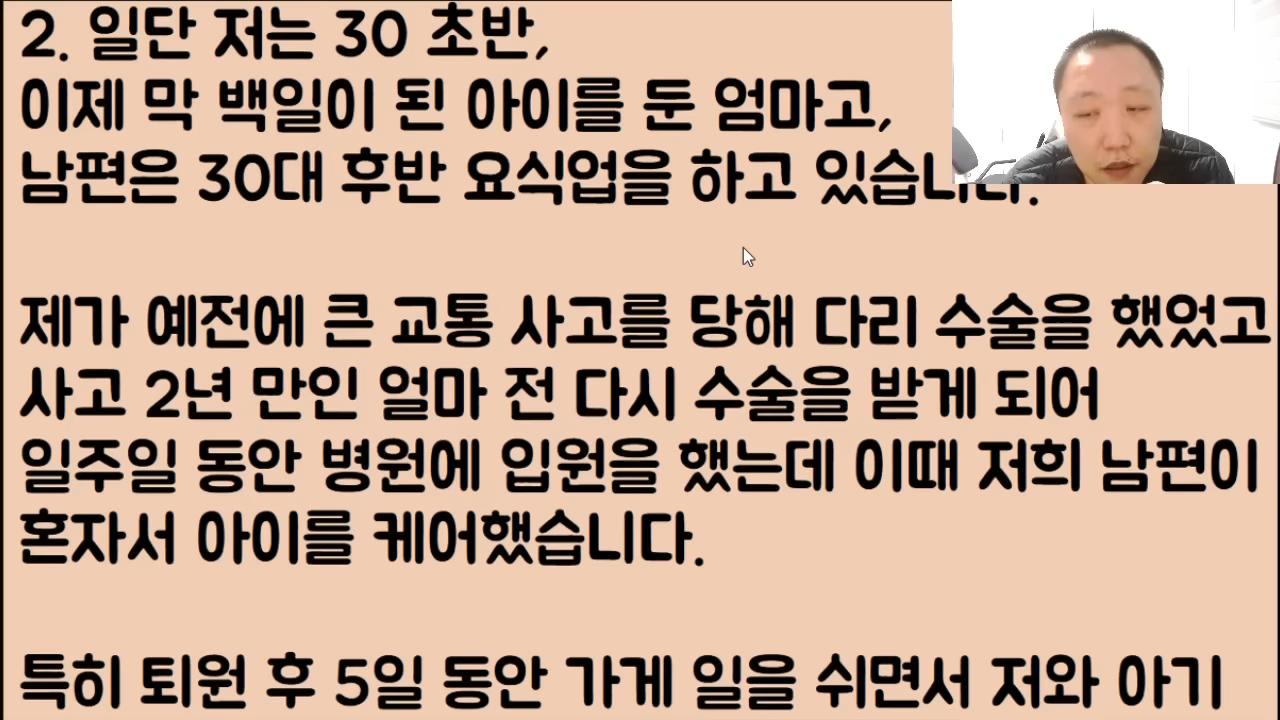 2. 일단 저는 30 초반,
이제 막 백일이 된 아이를 둔 엄마고,
남편은 30대 후반 요식업을 하고 있습니다.
제가 예전에 큰 교통 사고를 당해 다리 수술을 했었고
사고 2년 만인 얼마 전 다시 수술을 받게 되어
일주일 동안 병원에 입원을 했는데 이때 저희 남편이
혼자서 아이를 케어했습니다.
특히 퇴원 후 5일 동안 가게 일을 쉬면서 저와 아기